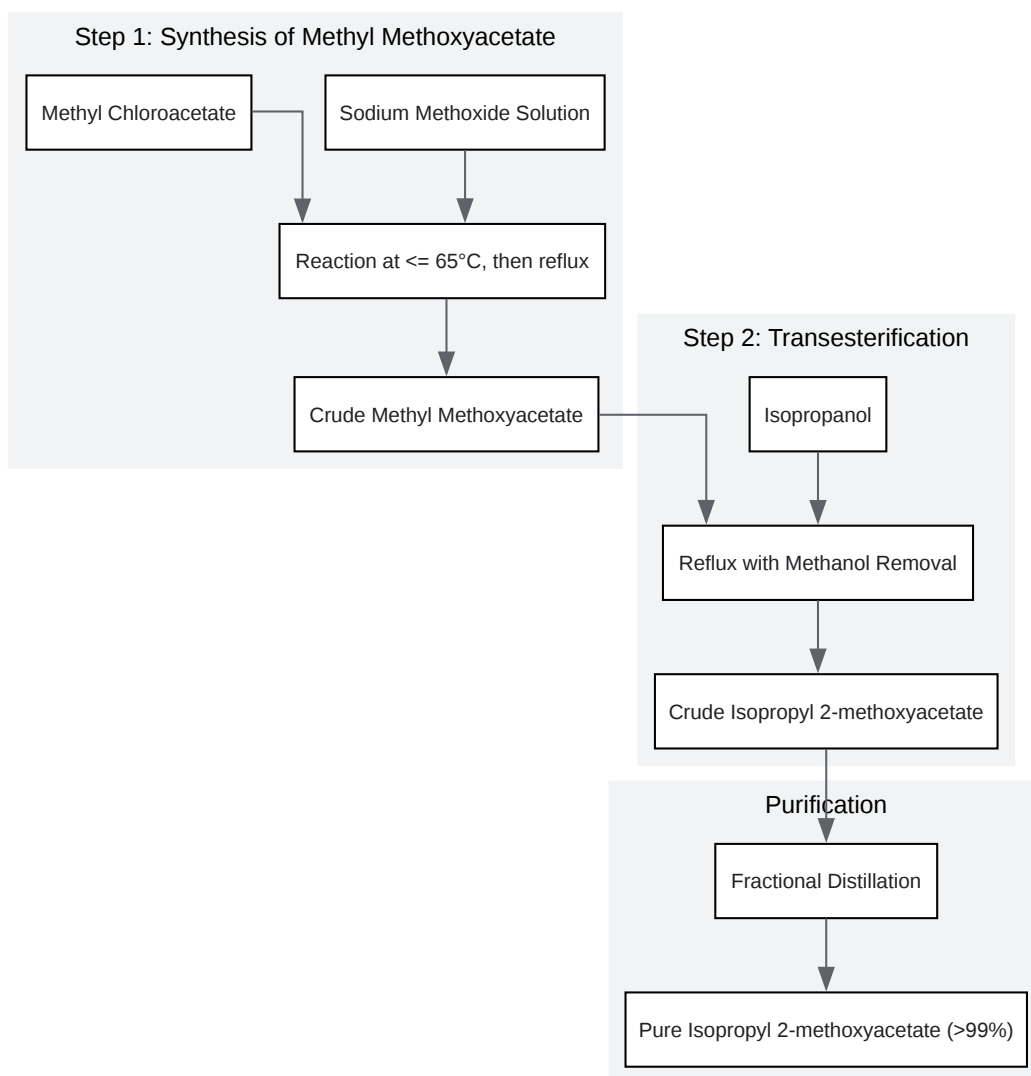 Step 1: Synthesis of Methyl Methoxyacetate
Methyl Chloroacetate
Sodium Methoxide Solution
Reaction at <= 65°C, then reflux
Crude Methyl Methoxyacetate
Step 2: Transesterification
Isopropanol
Reflux with Methanol Removal
Crude Isopropyl 2-methoxyacetate
Purification
Fractional Distillation
Pure Isopropyl 2-methoxyacetate (>99%)